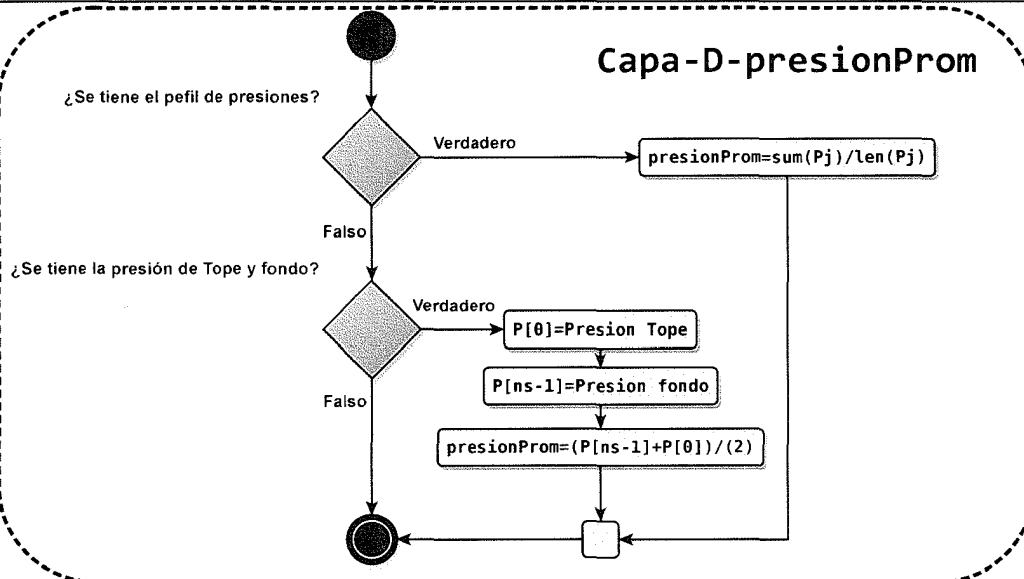 Capa-D-presionProm
¿Se tiene el pefil de presiones?
Verdadero
presionProm=sum(Pj)/len(Pj)
Falso
¿Se tiene la presión de Tope y fondo?
Verdadero
P[0]=Presion Tope
P[ns-1]=Presion fondo
Falso
presionProm=(P[ns-1]+P[0])/(2)